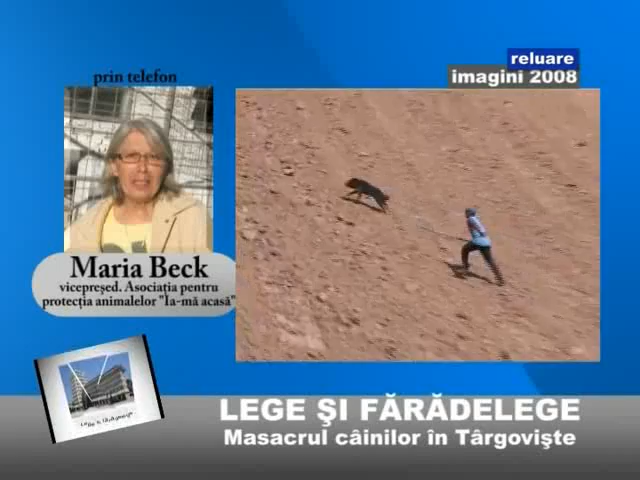 prin telefon
reluare
imagini 2008
Maria Beck
vicepreşed. Asociaţia pentru
protecţia animalelor "Ia-mă acasă"
LEGE ŞI FĂRĂDELEGE
Masacrul câinilor în Târgovişte